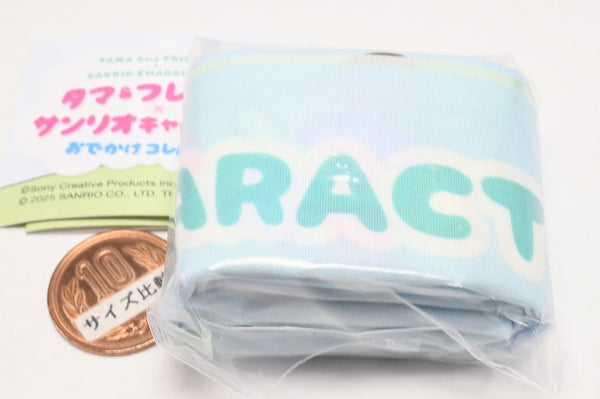 TAMA and FRI
×
SANRIO CHARA
タマ&フレ
×
サンリオキャ
おでかけコレ
©Sony Creative Products Inc
© 2025 SANRIO CO., LTD. T
ARACT
10
サイズ比較